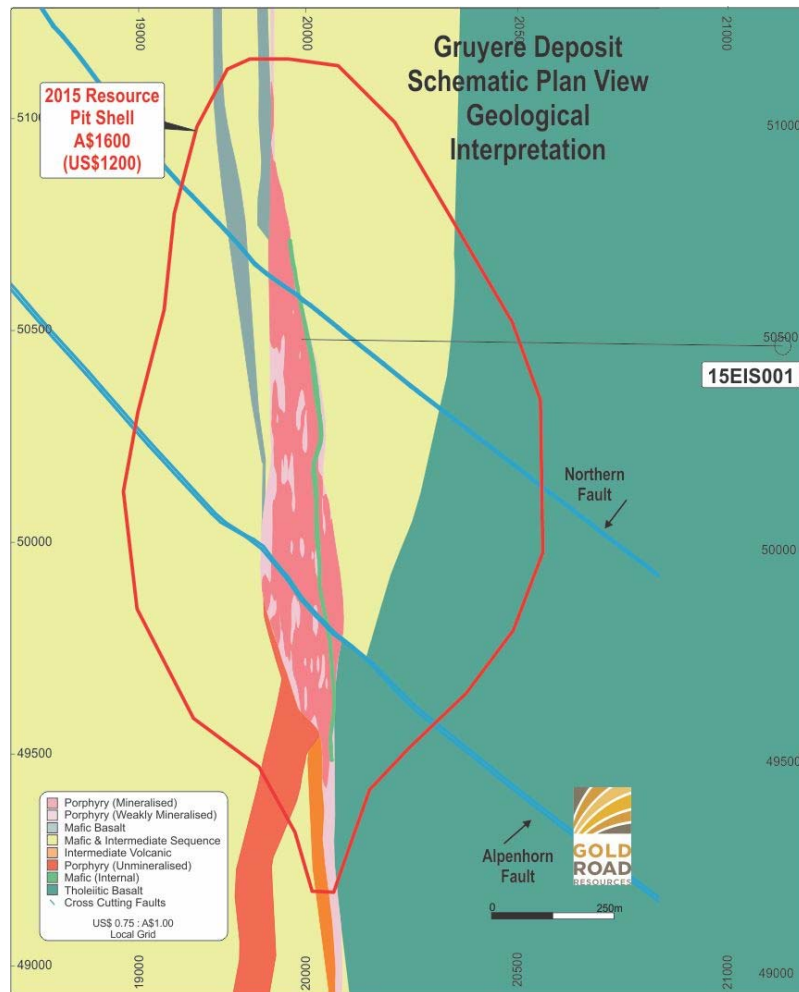 19000
20000
20500
21000
Gruyere Deposit
Schematic Plan View
Geological
Interpretation
2015 Resource
Pit Shell
A$1600
(US$1200)
51000
51000
50500
50500
15EIS001
Northern
Fault
50000
50000
49500
49500
Porphyry (Mineralised)
Porphyry (Weakly Mineralised)
Mafic Basalt
Mafic & Intermediate Sequence
Intermediate Volcanic
Porphyry (Unmineralised)
Mafic (Internal)
Tholeiitic Basalt
Cross Cutting Faults
US$ 0.75 : A$1.00
Local Grid
Alpenhorn
Fault
GOLD
ROAD
RESOURCES
0 250m
49000
49000
19000
20000
20500
21000